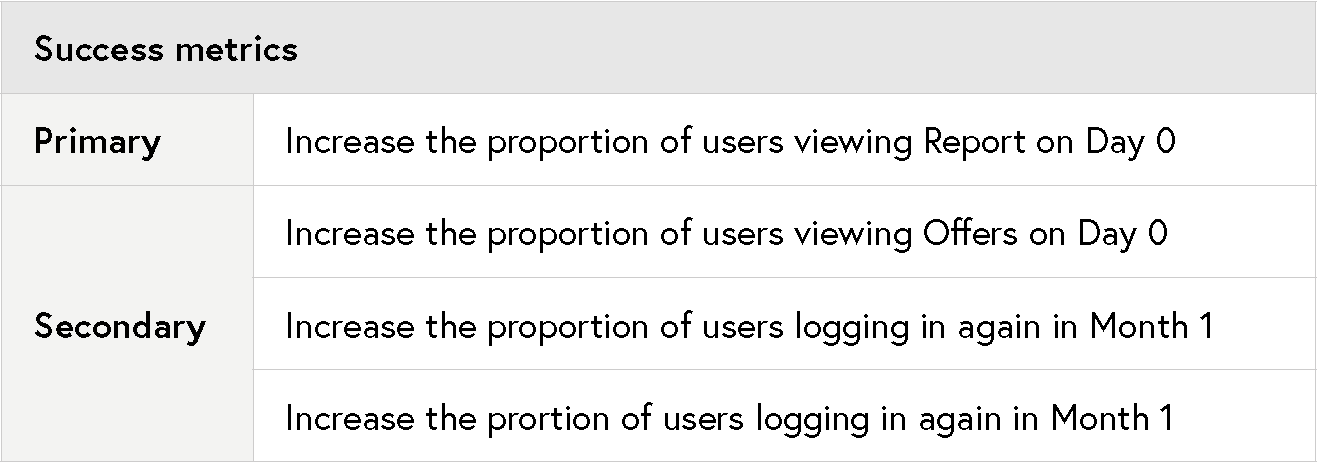 Success metrics
Primary
Increase the proportion of users viewing Report on Day 0
Secondary
Increase the proportion of users viewing Offers on Day 0
Increase the proportion of users logging in again in Month 1
Increase the prortion of users logging in again in Month 1